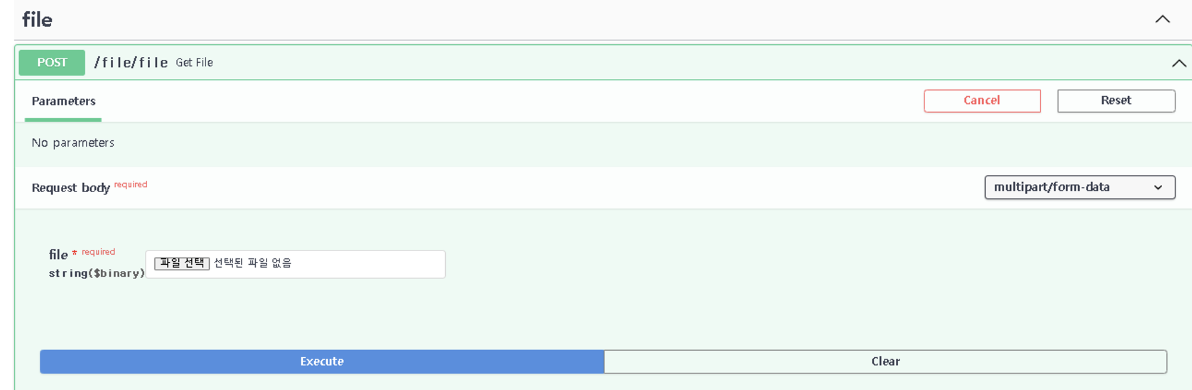 file
POST /file/file Get File
Parameters Cancel Reset
No parameters
Request body required multipart/form-data
file * required
string($binary) 파일 선택 선택된 파일 없음
Execute Clear